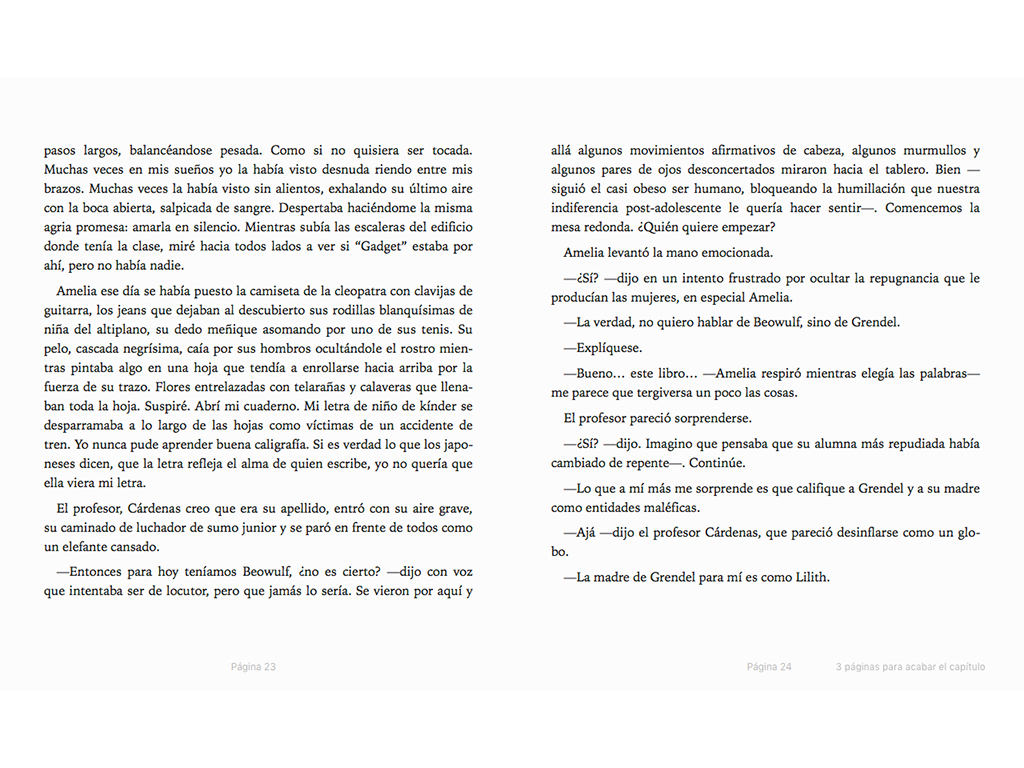 pasos largos, balancéandose pesada. Como si no quisiera ser tocada.
Muchas veces en mis sueños yo la había visto desnuda riendo entre mis
brazos. Muchas veces la había visto sin alientos, exhalando su último aire
con la boca abierta, salpicada de sangre. Despertaba haciéndome la misma
agria promesa: amarla en silencio. Mientras subía las escaleras del edificio
donde tenía la clase, miré hacia todos lados a ver si “Gadget” estaba por
ahí, pero no había nadie.
Amelia ese día se había puesto la camiseta de la cleopatra con clavijas de
guitarra, los jeans que dejaban al descubierto sus rodillas blanquísimas de
niña del altiplano, su dedo meñique asomando por uno de sus tenis. Su
pelo, cascada negrísima, caía por sus hombros ocultándole el rostro mien-
tras pintaba algo en una hoja que tendía a enrollarse hacia arriba por la
fuerza de su trazo. Flores entrelazadas con telarañas y calaveras que llena-
ban toda la hoja. Suspiré. Abrí mi cuaderno. Mi letra de niño de kínder se
desparramaba a lo largo de las hojas como víctimas de un accidente de
tren. Yo nunca pude aprender buena caligrafía. Si es verdad lo que los japo-
neses dicen, que la letra refleja el alma de quien escribe, yo no quería que
ella viera mi letra.
El profesor, Cárdenas creo que era su apellido, entró con su aire grave,
su caminado de luchador de sumo junior y se paró en frente de todos como
un elefante cansado.
—Entonces para hoy teníamos Beowulf, ¿no es cierto? —dijo con voz
que intentaba ser de locutor, pero que jamás lo sería. Se vieron por aquí y
Página 23
allá algunos movimientos afirmativos de cabeza, algunos murmullos y
algunos pares de ojos desconcertados miraron hacia el tablero. Bien —
siguió el casi obeso ser humano, bloqueando la humillación que nuestra
indiferencia post-adolescente le quería hacer sentir—. Comencemos la
mesa redonda. ¿Quién quiere empezar?
Amelia levantó la mano emocionada.
—¿Sí? —dijo en un intento frustrado por ocultar la repugnancia que le
producían las mujeres, en especial Amelia.
—La verdad, no quiero hablar de Beowulf, sino de Grendel.
—Explíquese.
—Bueno… este libro… —Amelia respiró mientras elegía las palabras—
me parece que tergiversa un poco las cosas.
El profesor pareció sorprenderse.
—¿Sí? —dijo. Imagino que pensaba que su alumna más repudiada había
cambiado de repente—. Continúe.
—Lo que a mí más me sorprende es que califique a Grendel y a su madre
como entidades maléficas.
—Ajá —dijo el profesor Cárdenas, que pareció desinflarse como un glo-
bo.
—La madre de Grendel para mí es como Lilith.
Página 24
3 páginas para acabar el capítulo